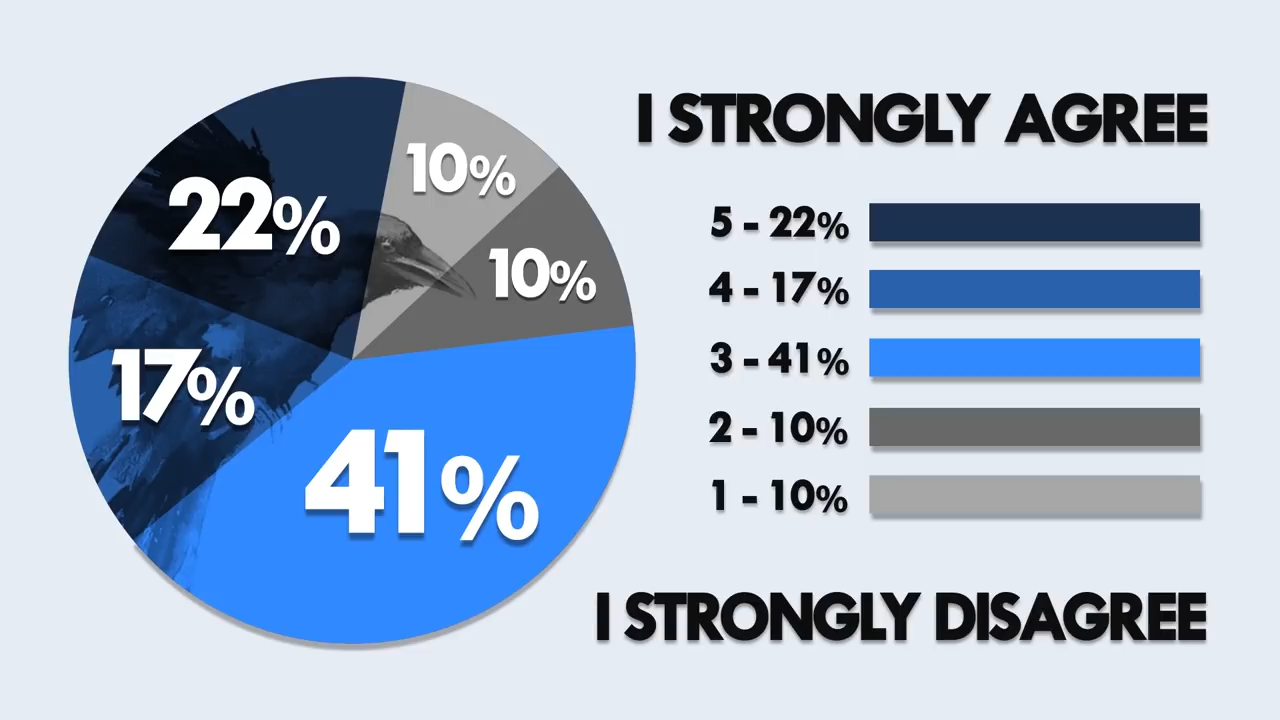 I STRONGLY AGREE
22%
10%
10%
17%
41%
5 - 22%
4 - 17%
3 - 41%
2 - 10%
1 - 10%
I STRONGLY DISAGREE